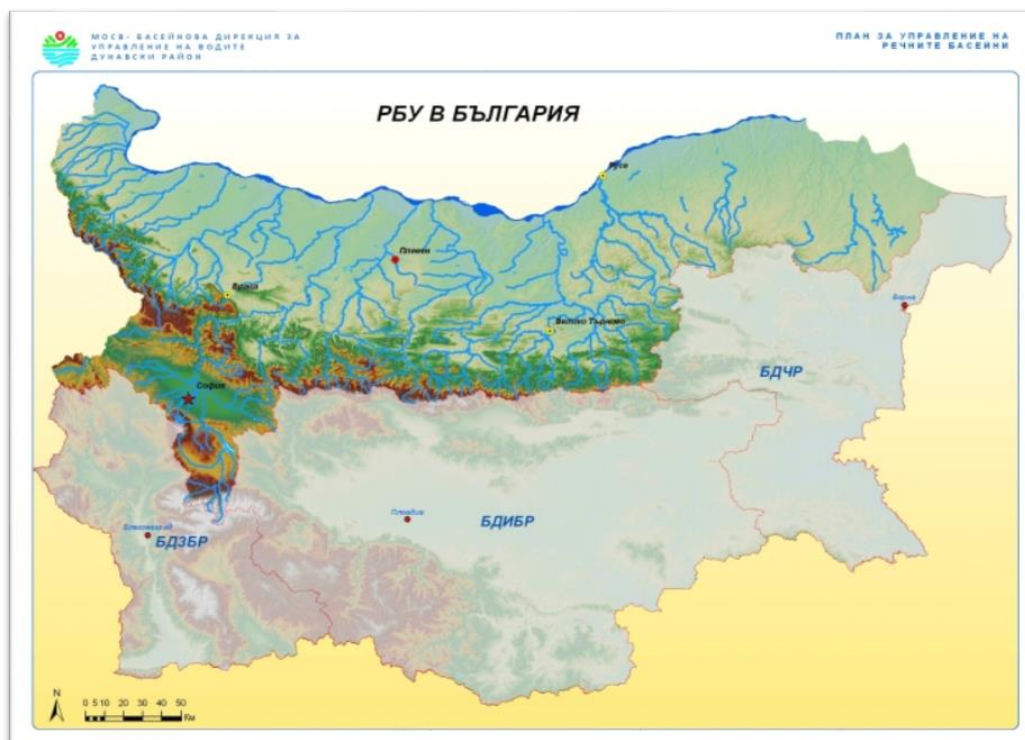 МОСВ- БАСЕЙНОВА ДИРЕКЦИЯ ЗА
УПРАВЛЕНИЕ НА ВОДИТЕ
ДУНАВСКИ РАЙОН
ПЛАН ЗА УПРАВЛЕНИЕ НА
РЕЧНИТЕ БАСЕЙНИ
РБУ В БЪЛГАРИЯ
Русе
Плевен
Враца
Велико Търново
Варна
БДЧР
София
Пловдив
БДИБР
Благоевград
БДЗБР
N
0 5 10 20 30 40 50
Км